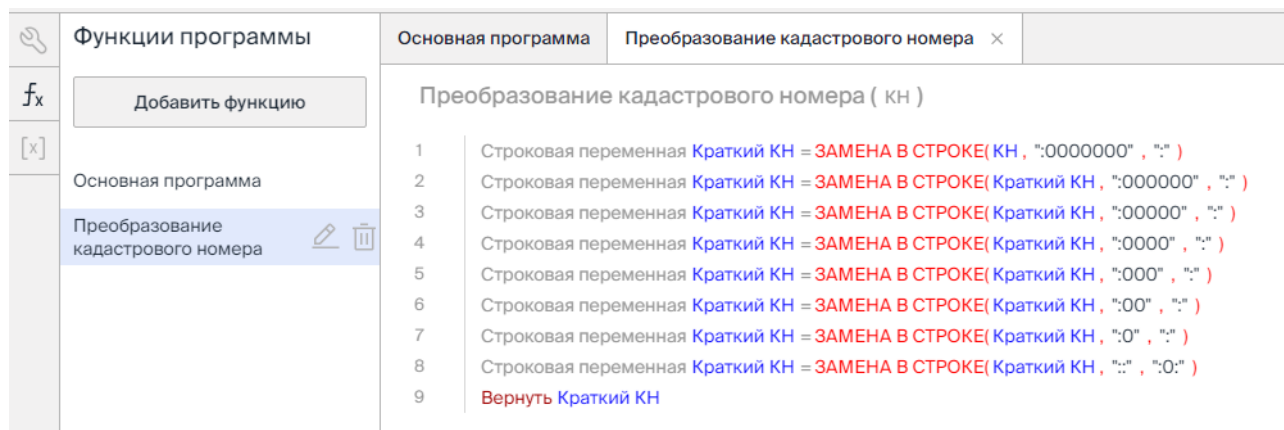 Функции программы
Добавить функцию
Основная программа
Преобразование
кадастрового номера
fx
[x]
Основная программа
Преобразование кадастрового номера ×
Преобразование кадастрового номера ( кн )
1 Строковая переменная Краткий КН = ЗАМЕНА В СТРОКЕ( КН , ":0000000" , ":" )
2 Строковая переменная Краткий КН = ЗАМЕНА В СТРОКЕ( Краткий КН , ":000000" , ":" )
3 Строковая переменная Краткий КН = ЗАМЕНА В СТРОКЕ( Краткий КН , ":00000" , ":" )
4 Строковая переменная Краткий КН = ЗАМЕНА В СТРОКЕ( Краткий КН , ":0000" , ":" )
5 Строковая переменная Краткий КН = ЗАМЕНА В СТРОКЕ( Краткий КН , ":000" , ":" )
6 Строковая переменная Краткий КН = ЗАМЕНА В СТРОКЕ( Краткий КН , ":00" , ":" )
7 Строковая переменная Краткий КН = ЗАМЕНА В СТРОКЕ( Краткий КН , ":0" , ":" )
8 Строковая переменная Краткий КН = ЗАМЕНА В СТРОКЕ( Краткий КН , "::" , ":0:" )
9 Вернуть Краткий КН